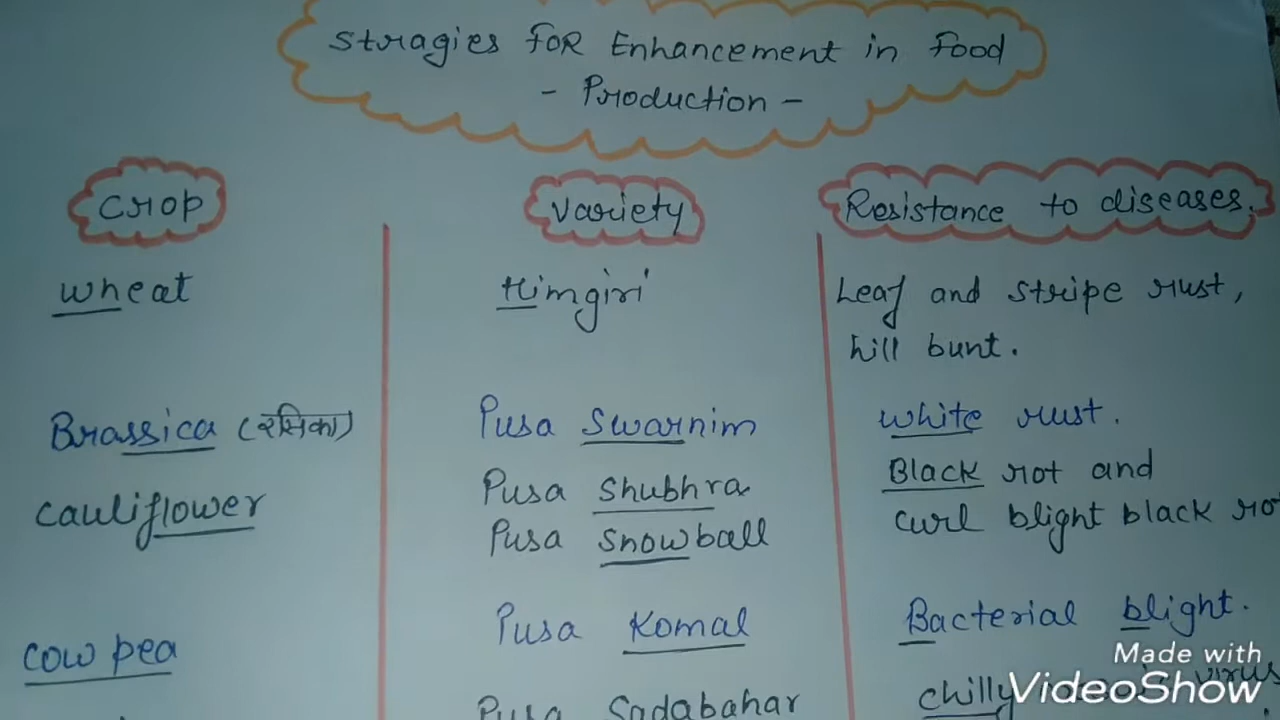 Stragies FOR Enhancement in Food
- Production -
Crop
Variety
Resistance to diseases.
Wheat
Himgiri
Leaf and stripe rust,
hill bunt.
Brassica (रसिका)
Pusa Swarnim
White rust.
Cauliflower
Pusa Shubhra
Pusa Snowball
Black rot and
curl blight black rot
Cow pea
Pusa Komal
Bacterial blight.
Pusa Sadabahar
chilly virus
Made with
VideoShow